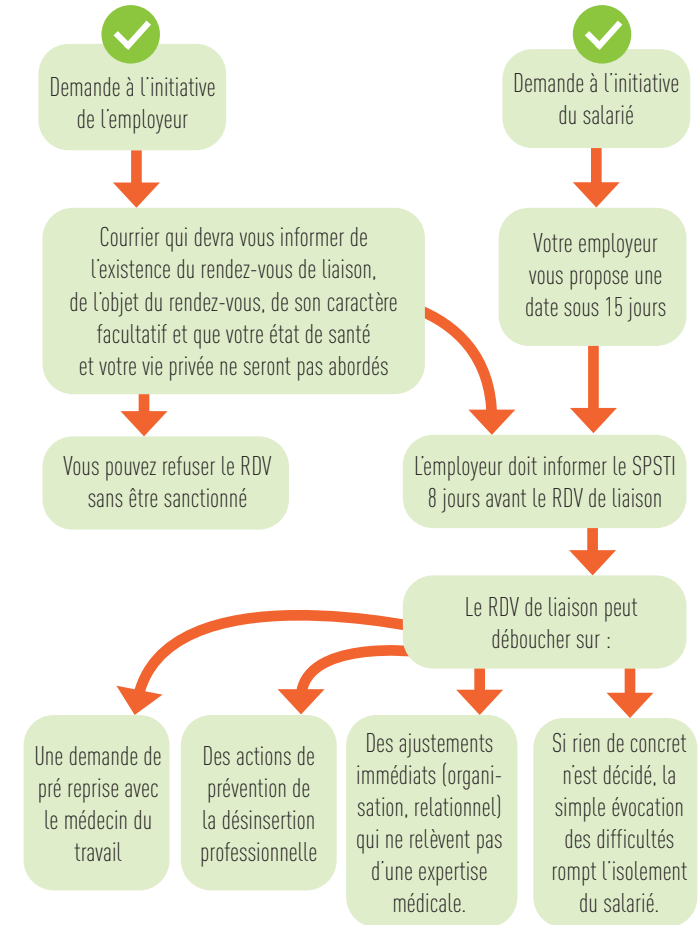 Demande à l'initiative
de l'employeur
Demande à l'initiative
du salarié
Courrier qui devra vous informer de
l'existence du rendez-vous de liaison,
de l'objet du rendez-vous, de son caractère
facultatif et que votre état de santé
et votre vie privée ne seront pas abordés
Votre employeur
vous propose une
date sous 15 jours
Vous pouvez refuser le RDV
sans être sanctionné
L'employeur doit informer le SPSTI
8 jours avant le RDV de liaison
Le RDV de liaison peut
déboucher sur :
Une demande de
pré reprise avec
le médecin du
travail
Des actions de
prévention de
la désinsertion
professionnelle
Des ajustements
immédiats (organi-
sation, relationnel)
qui ne relèvent pas
d'une expertise
médicale.
Si rien de concret
n'est décidé, la
simple évocation
des difficultés
rompt l'isolement
du salarié.